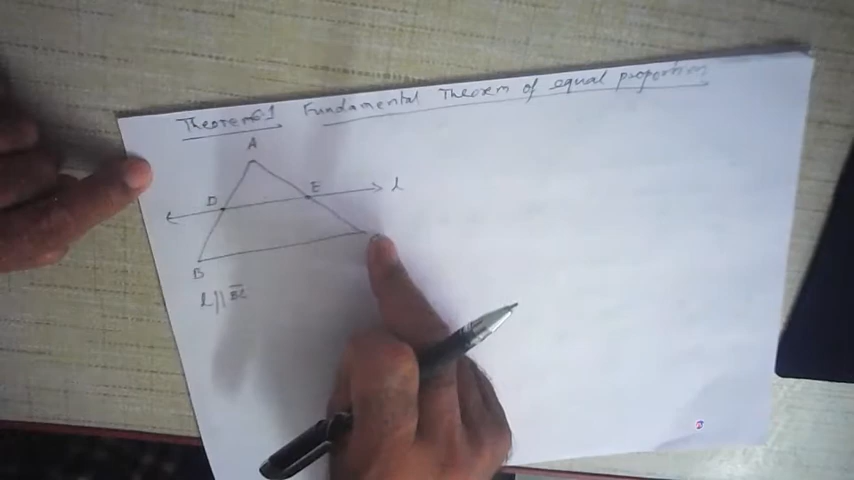 Theorem 6.1 Fundamental Theorem of equal proportion
A
D E l
B
l || BC